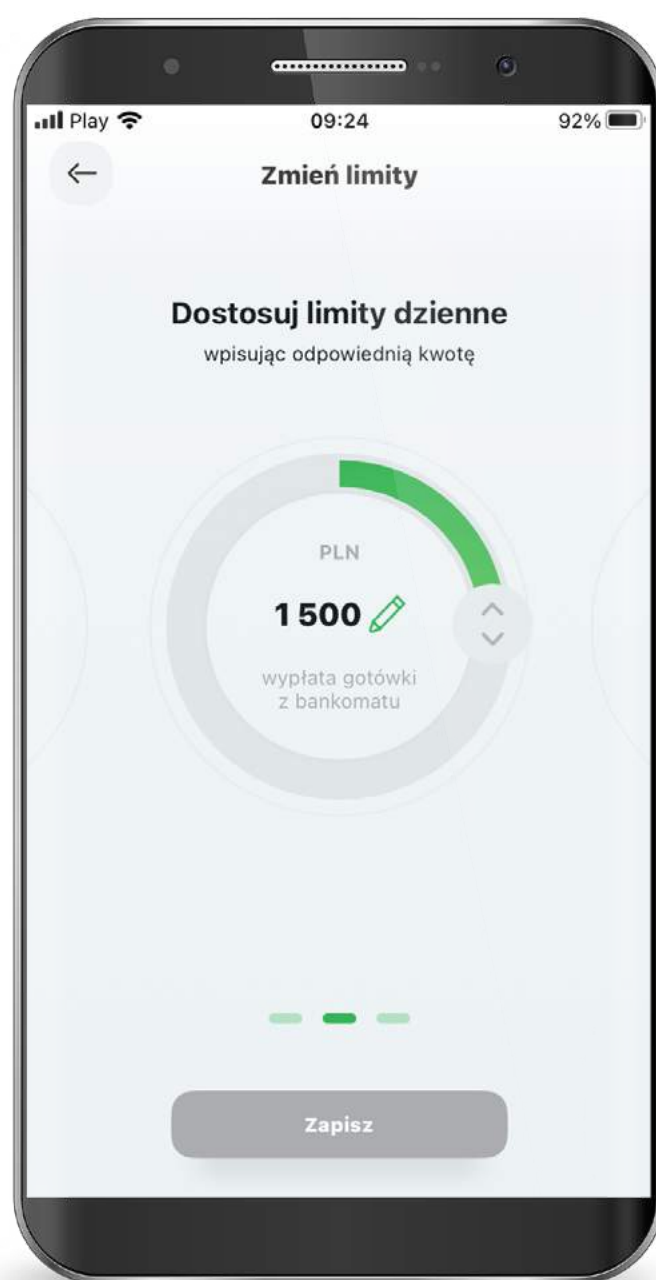 Play 09:24 92%
Zmień limity
Dostosuj limity dzienne
wpisując odpowiednią kwotę
PLN
1 500
wypłata gotówki
z bankomatu
Zapisz